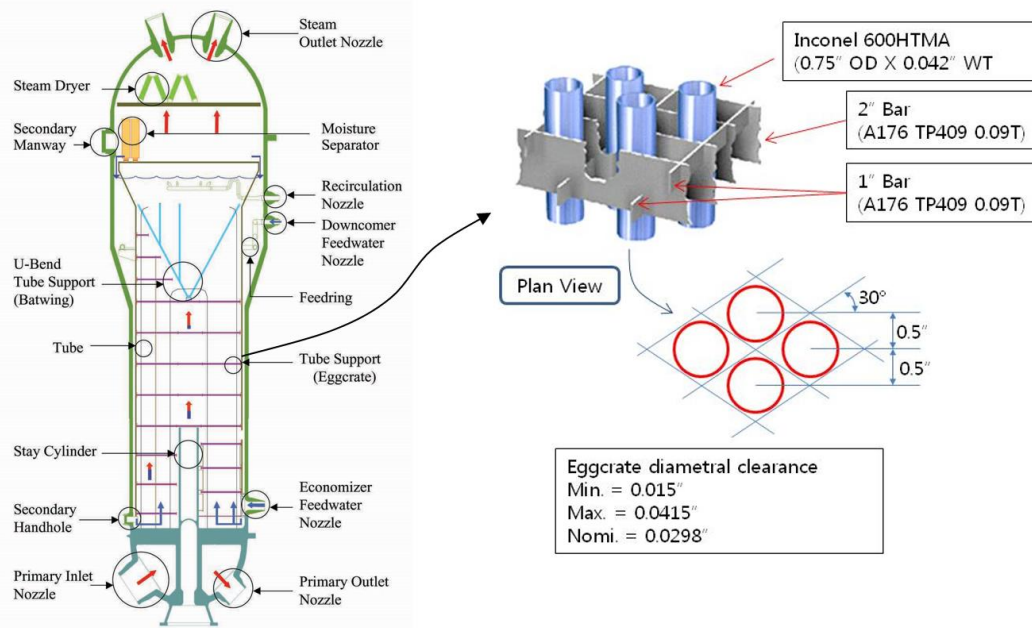 Steam
Outlet Nozzle
Steam Dryer
Secondary
Manway
Moisture
Separator
Recirculation
Nozzle
Downcomer
Feedwater
Nozzle
U-Bend
Tube Support
(Batwing)
Feedring
Tube
Tube Support
(Eggcrate)
Stay Cylinder
Economizer
Feedwater
Nozzle
Secondary
Handhole
Primary Inlet
Nozzle
Primary Outlet
Nozzle
Inconel 600HTMA
(0.75″ OD X 0.042″ WT
2″ Bar
(A176 TP409 0.09T)
1″ Bar
(A176 TP409 0.09T)
Plan View
30°
0.5″
0.5″
Eggcrate diametral clearance
Min. = 0.015″
Max. = 0.0415″
Nomi. = 0.0298″